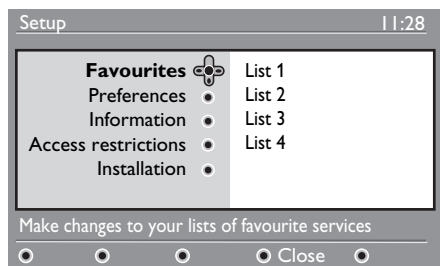 Setup 11:28
Favourites List 1
Preferences List 2
Information List 3
Access restrictions List 4
Installation
Make changes to your lists of favourite services
Close